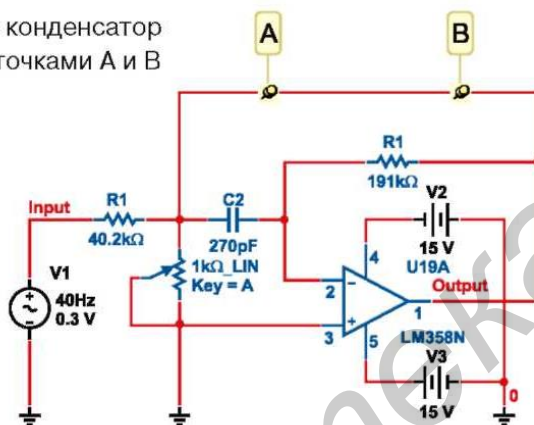 конденсатор
точками А и В
A
B
R1
191kΩ
V2
15 V
Input
R1
40.2kΩ
C2
270pF
1kΩ_LIN
Key = A
V1
40Hz
0.3 V
4
U19A
2
Output
1
3
5
LM358N
V3
15 V
0